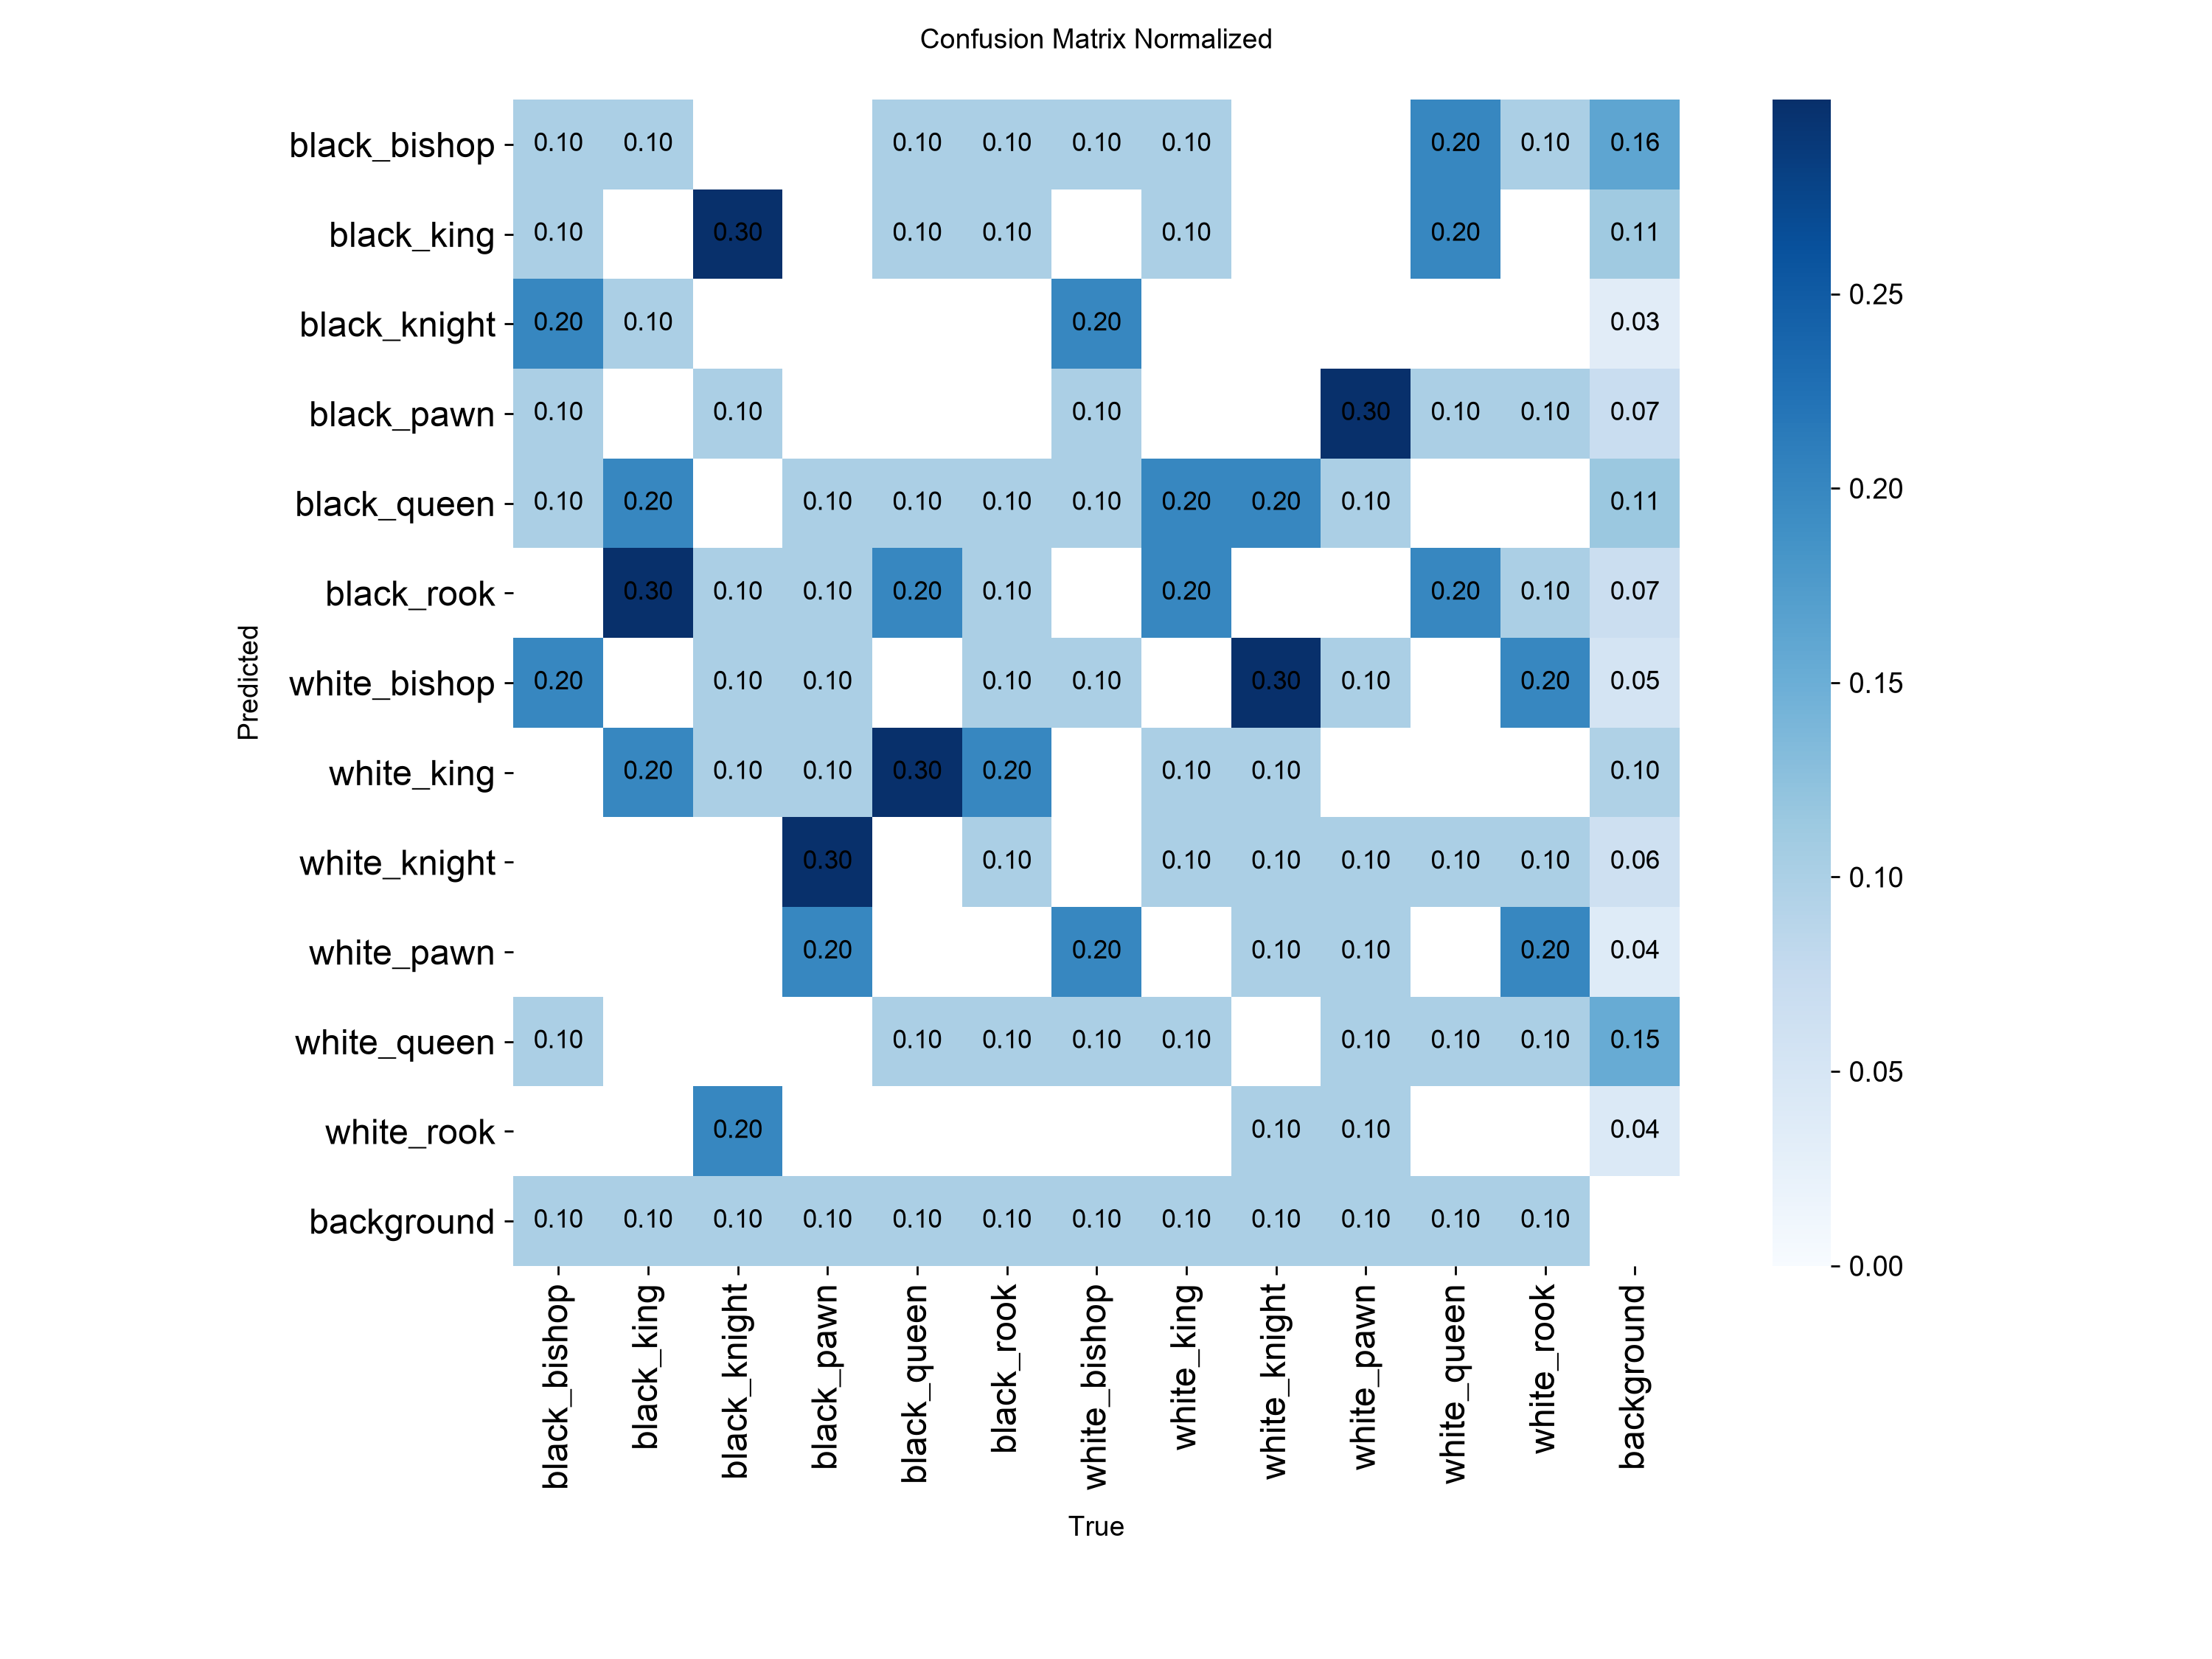 Confusion Matrix Normalized
black_bishop 0.10 0.10 0.10 0.10 0.10 0.10 0.20 0.10 0.16
black_king 0.10 0.30 0.10 0.10 0.10 0.20 0.11
black_knight 0.20 0.10 0.20 0.03
black_pawn 0.10 0.10 0.10 0.30 0.10 0.10 0.07
black_queen 0.10 0.20 0.10 0.10 0.10 0.10 0.20 0.20 0.10 0.11
black_rook 0.30 0.10 0.10 0.20 0.10 0.20 0.20 0.10 0.07
white_bishop 0.20 0.10 0.10 0.10 0.10 0.30 0.10 0.20 0.05
white_king 0.20 0.10 0.10 0.30 0.20 0.10 0.10 0.10
white_knight 0.30 0.10 0.10 0.10 0.10 0.10 0.10 0.06
white_pawn 0.20 0.20 0.10 0.10 0.20 0.04
white_queen 0.10 0.10 0.10 0.10 0.10 0.10 0.10 0.10 0.15
white_rook 0.20 0.10 0.10 0.04
background 0.10 0.10 0.10 0.10 0.10 0.10 0.10 0.10 0.10 0.10 0.10 0.10
Predicted
black_bishop
black_king
black_knight
black_pawn
black_queen
black_rook
white_bishop
white_king
white_knight
white_pawn
white_queen
white_rook
background
True
0.25
0.20
0.15
0.10
0.05
0.00